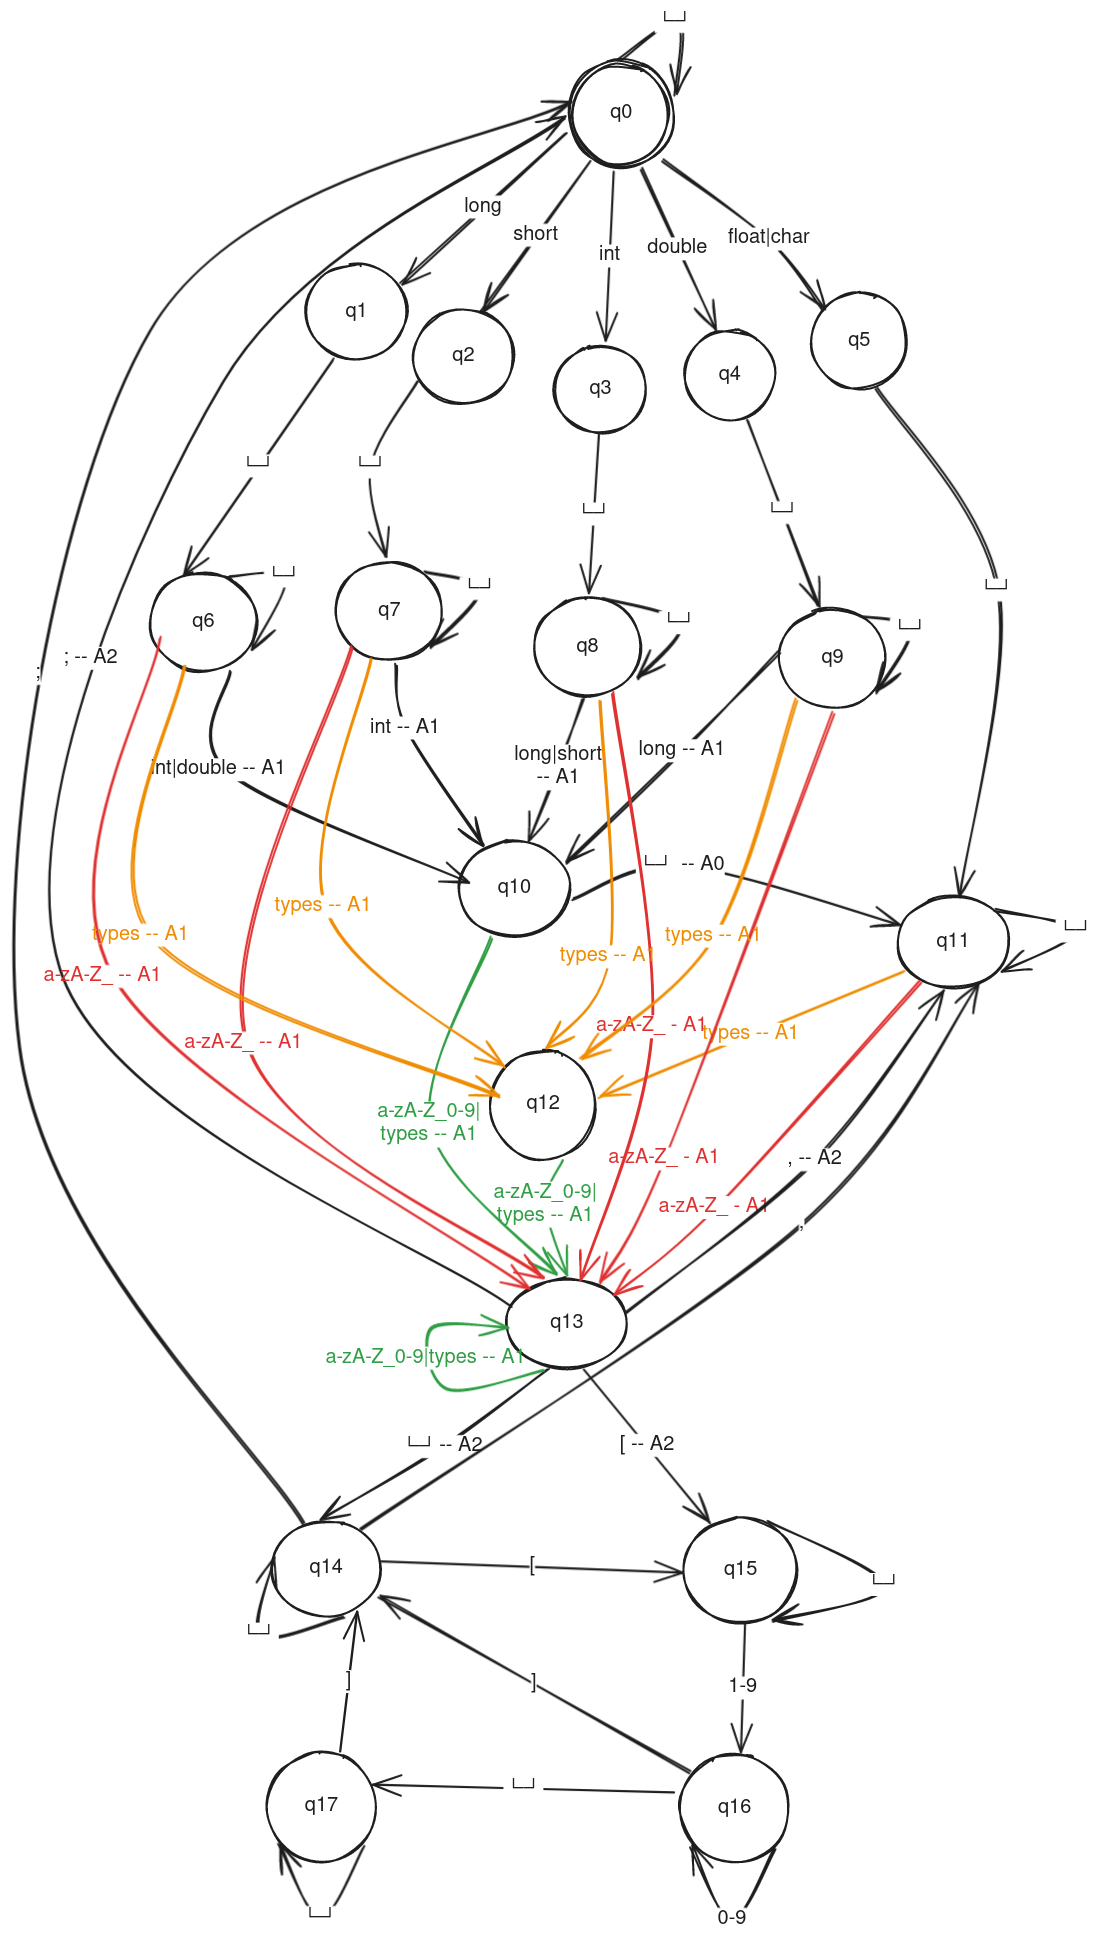 ␣
q0
long
short
int
double
float|char
q1
q2
q3
q4
q5
␣
␣
␣
␣
␣
q6
␣
q7
␣
q8
␣
q9
␣
;
; -- A2
int|double -- A1
int -- A1
long|short
-- A1
long -- A1
q10
␣ -- A0
q11
␣
types -- A1
types -- A1
types -- A1
types -- A1
types -- A1
a-zA-Z_ -- A1
a-zA-Z_ -- A1
a-zA-Z_ - A1
q12
a-zA-Z_0-9|
types -- A1
a-zA-Z_0-9|
types -- A1
a-zA-Z_ - A1
a-zA-Z_ - A1
, -- A2
,
q13
a-zA-Z_0-9|types -- A1
␣ -- A2
[ -- A2
q14
␣
[
q15
␣
]
]
1-9
q17
␣
␣
q16
0-9